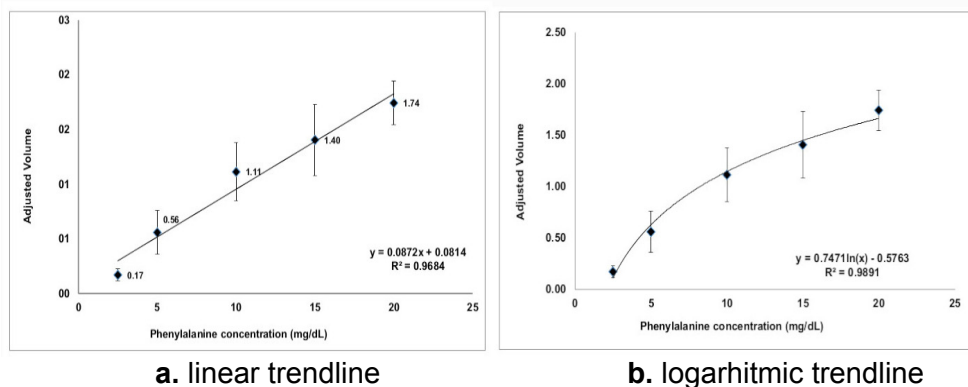 03
02
02
01
01
00
Adjusted Volume
0.17
0.56
1.11
1.40
1.74
y = 0.0872x + 0.0814
R² = 0.9684
0 5 10 15 20 25
Phenylalanine concentration (mg/dL)
a. linear trendline
2.50
2.00
1.50
1.00
0.50
0.00
Adjusted Volume
y = 0.7471ln(x) - 0.5763
R² = 0.9891
0 5 10 15 20 25
Phenylalanine concentration (mg/dL)
b. logarhitmic trendline